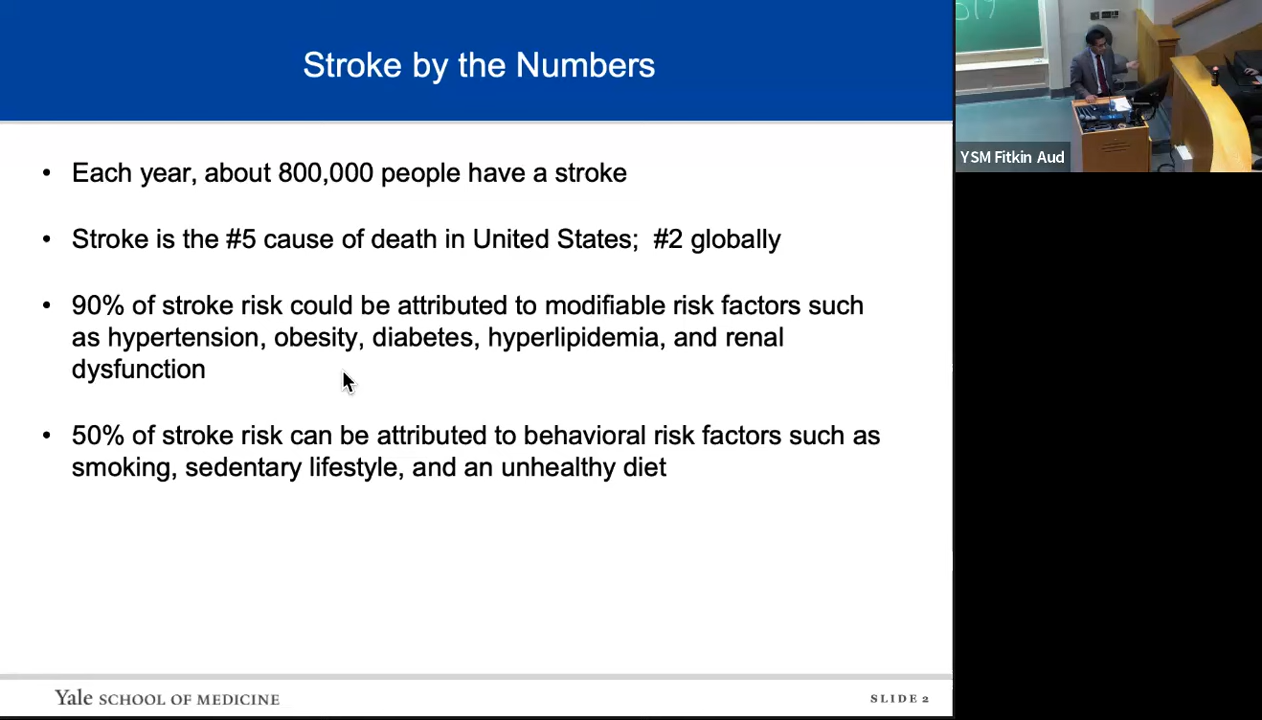 Stroke by the Numbers
• Each year, about 800,000 people have a stroke
• Stroke is the #5 cause of death in United States;  #2 globally
• 90% of stroke risk could be attributed to modifiable risk factors such
as hypertension, obesity, diabetes, hyperlipidemia, and renal
dysfunction
• 50% of stroke risk can be attributed to behavioral risk factors such as
smoking, sedentary lifestyle, and an unhealthy diet
Yale SCHOOL OF MEDICINE
SLIDE 2
YSM Fitkin Aud